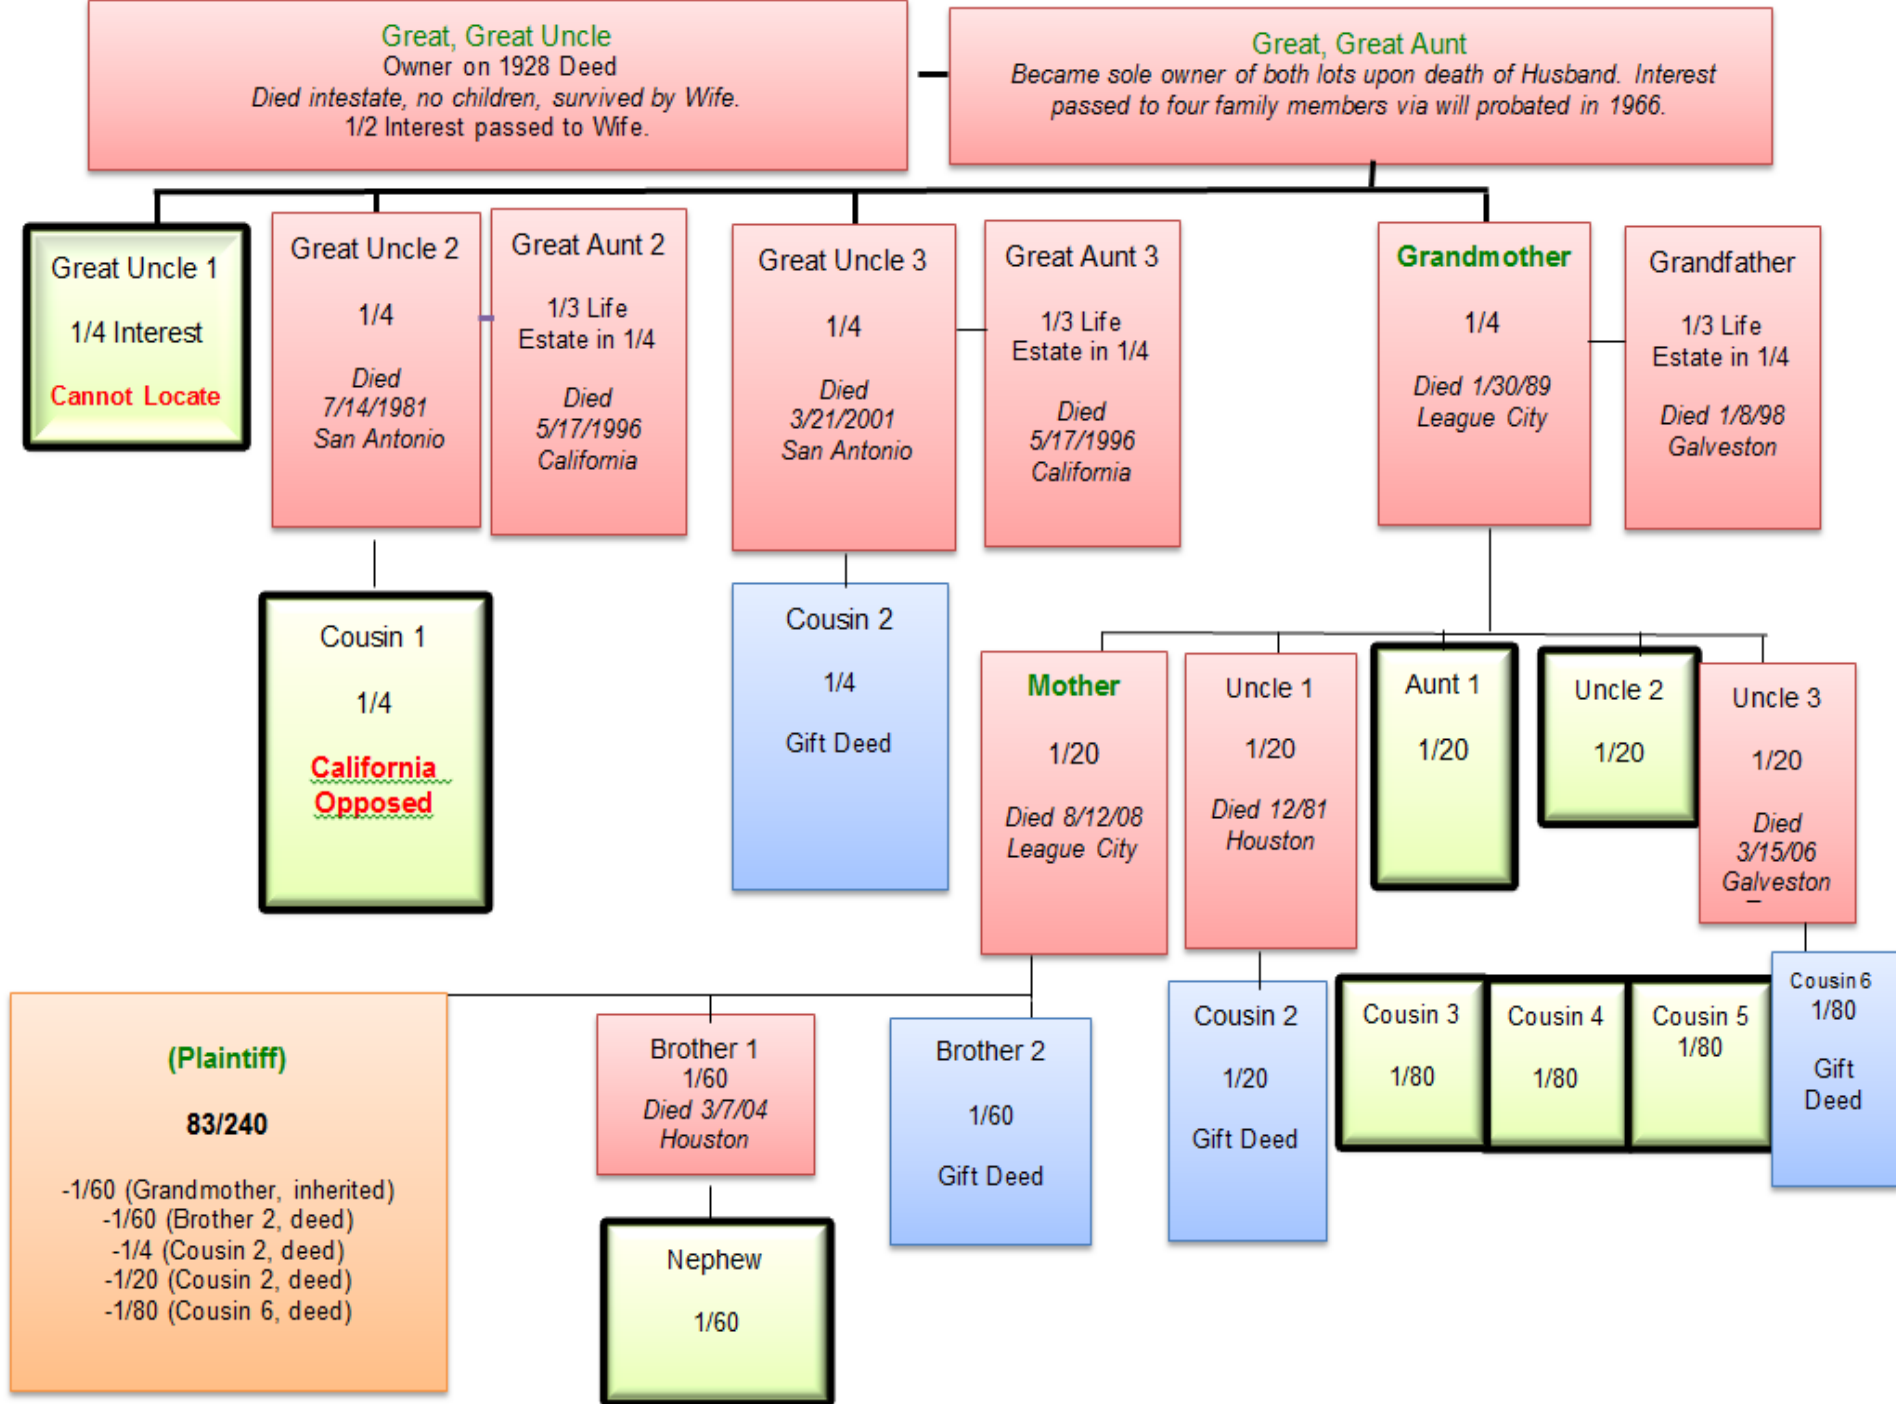 Great, Great Uncle
Owner on 1928 Deed
Died intestate, no children, survived by Wife.
1/2 Interest passed to Wife.
Great, Great Aunt
Became sole owner of both lots upon death of Husband. Interest
passed to four family members via will probated in 1966.
Great Uncle 1
1/4 Interest
Cannot Locate
Great Uncle 2
1/4
Died
7/14/1981
San Antonio
Great Aunt 2
1/3 Life
Estate in 1/4
Died
5/17/1996
California
Great Uncle 3
1/4
Died
3/21/2001
San Antonio
Great Aunt 3
1/3 Life
Estate in 1/4
Died
5/17/1996
California
Grandmother
1/4
Died 1/30/89
League City
Grandfather
1/3 Life
Estate in 1/4
Died 1/8/98
Galveston
Cousin 1
1/4
California
Opposed
Cousin 2
1/4
Gift Deed
Mother
1/20
Died 8/12/08
League City
Uncle 1
1/20
Died 12/81
Houston
Aunt 1
1/20
Uncle 2
1/20
Uncle 3
1/20
Died
3/15/06
Galveston
(Plaintiff)
83/240
-1/60 (Grandmother, inherited)
-1/60 (Brother 2, deed)
-1/4 (Cousin 2, deed)
-1/20 (Cousin 2, deed)
-1/80 (Cousin 6, deed)
Brother 1
1/60
Died 3/7/04
Houston
Brother 2
1/60
Gift Deed
Cousin 2
1/20
Gift Deed
Cousin 3
1/80
Cousin 4
1/80
Cousin 5
1/80
Cousin 6
1/80
Gift
Deed
Nephew
1/60